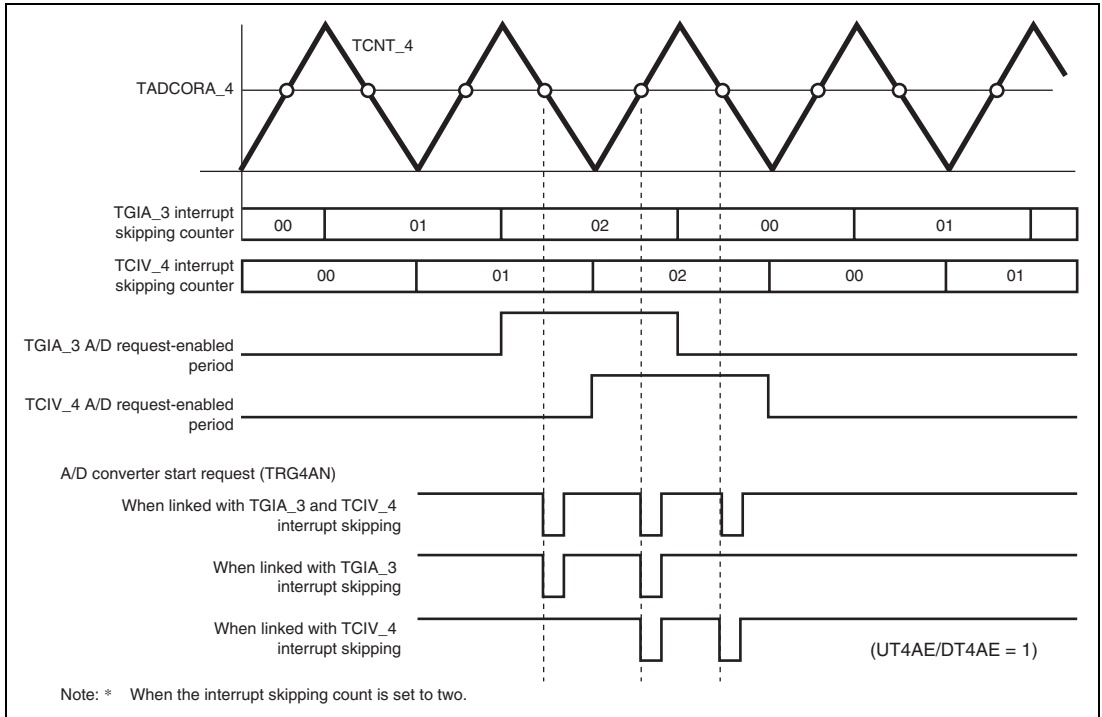 TCNT_4
TADCORA_4
TGIA_3 interrupt
skipping counter
00
01
02
00
01
TCIV_4 interrupt
skipping counter
00
01
02
00
01
TGIA_3 A/D request-enabled
period
TCIV_4 A/D request-enabled
period
A/D converter start request (TRG4AN)
When linked with TGIA_3 and TCIV_4
interrupt skipping
When linked with TGIA_3
interrupt skipping
When linked with TCIV_4
interrupt skipping
(UT4AE/DT4AE = 1)
Note: * When the interrupt skipping count is set to two.